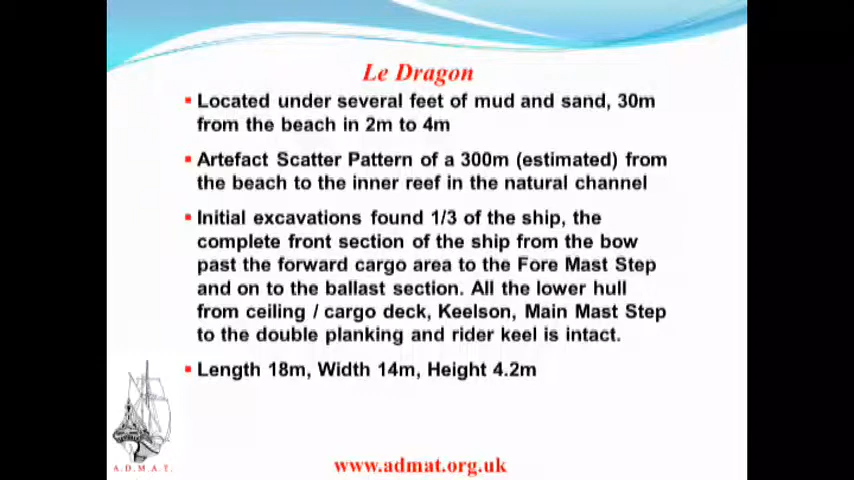 Le Dragon
▪ Located under several feet of mud and sand, 30m
from the beach in 2m to 4m
▪ Artefact Scatter Pattern of a 300m (estimated) from
the beach to the inner reef in the natural channel
▪ Initial excavations found 1/3 of the ship, the
complete front section of the ship from the bow
past the forward cargo area to the Fore Mast Step
and on to the ballast section. All the lower hull
from ceiling / cargo deck, Keelson, Main Mast Step
to the double planking and rider keel is intact.
▪ Length 18m, Width 14m, Height 4.2m
A.D.M.A.T.
www.admat.org.uk